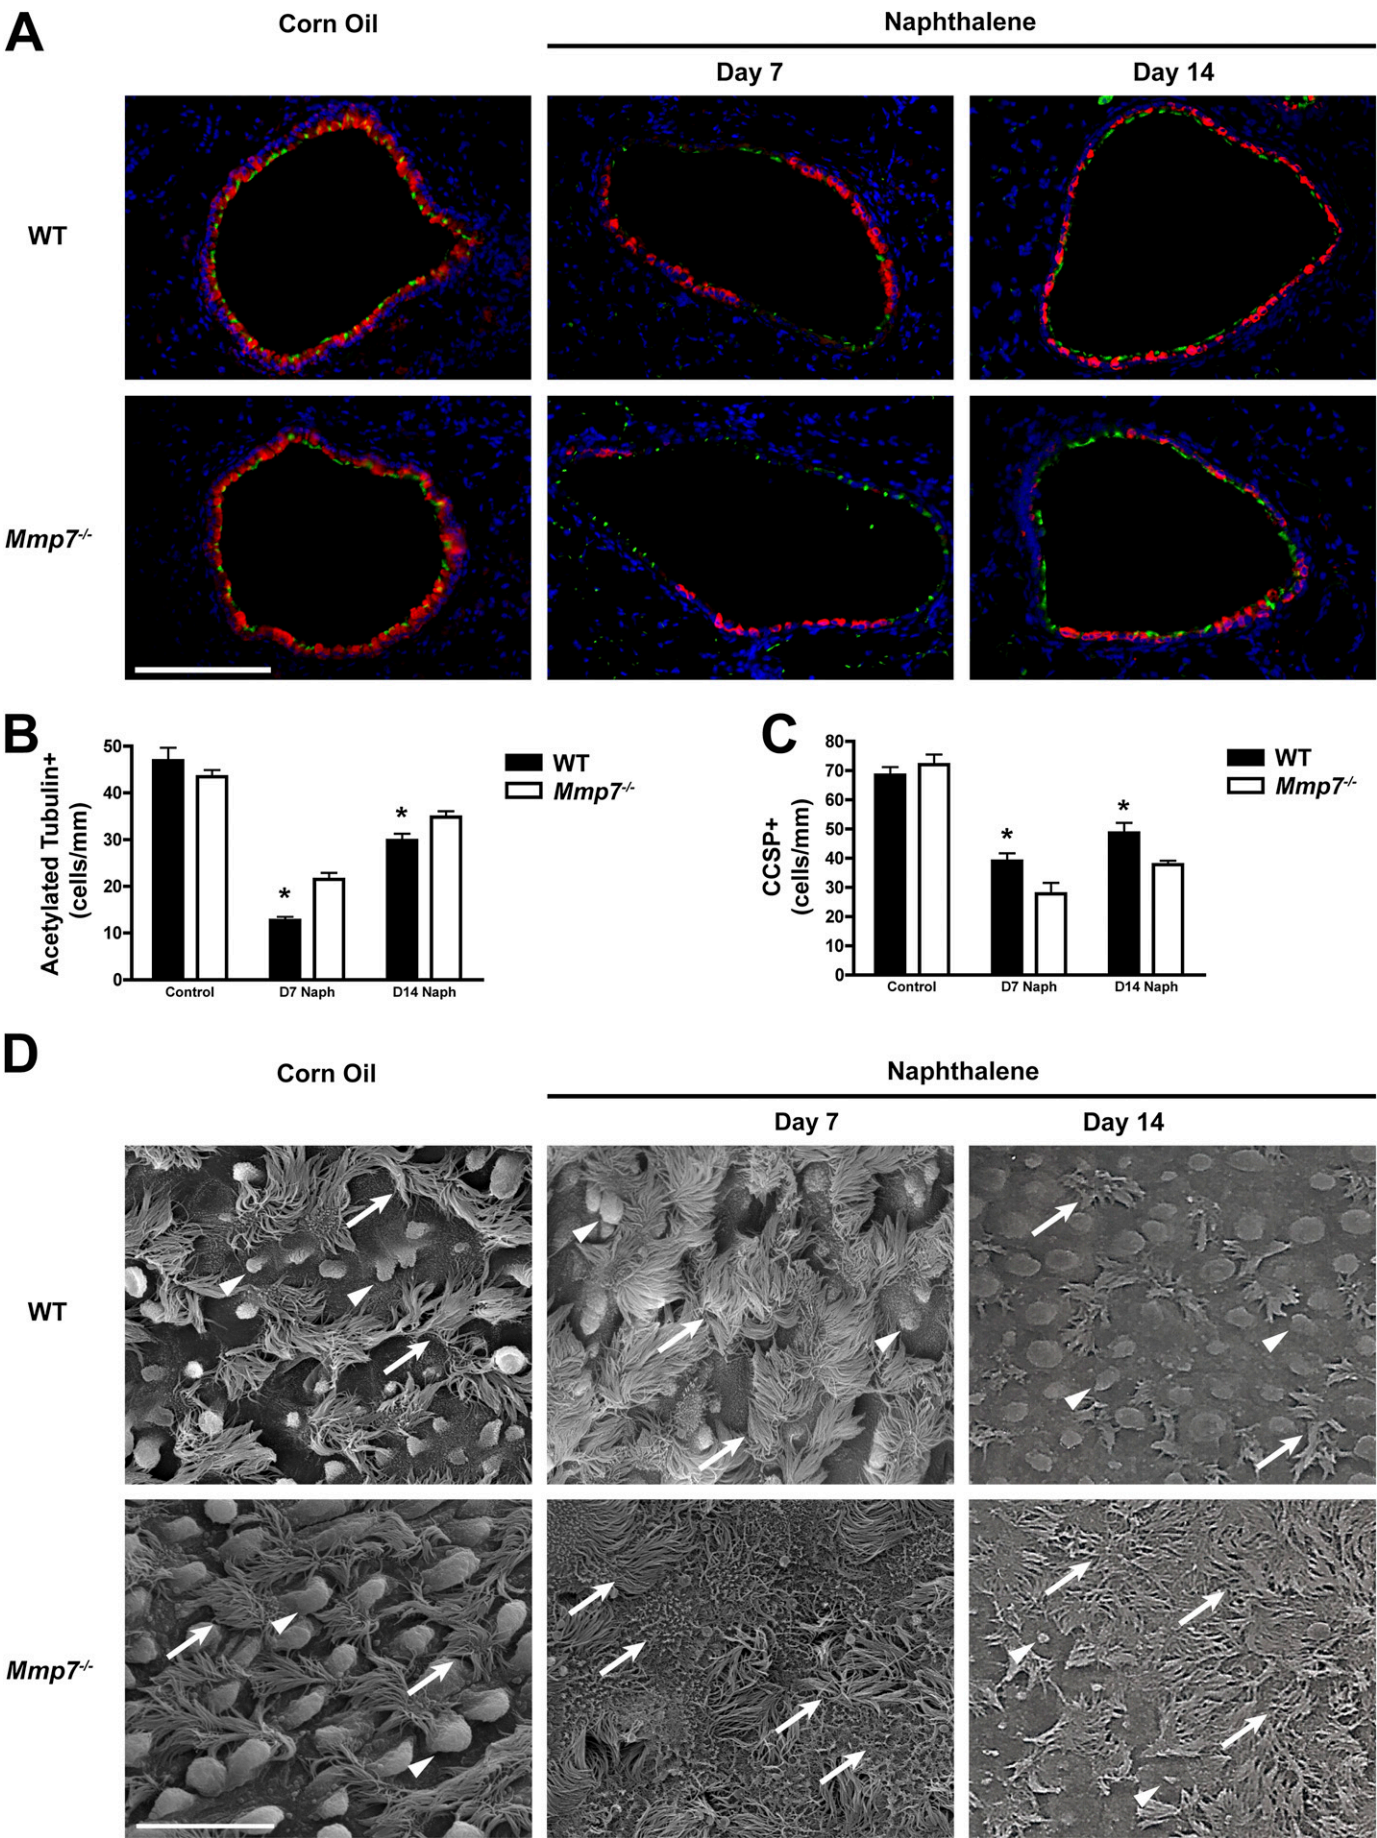 A
Corn Oil
Naphthalene
Day 7
Day 14
WT
Mmp7-/-
B
Acetylated Tubulin+
(cells/mm)
50
40
30
20
10
0
*
*
Control
D7 Naph
D14 Naph
WT
Mmp7-/-
C
CCSP+
(cells/mm)
80
70
60
50
40
30
20
10
0
*
*
Control
D7 Naph
D14 Naph
WT
Mmp7-/-
D
Corn Oil
Naphthalene
Day 7
Day 14
WT
Mmp7-/-